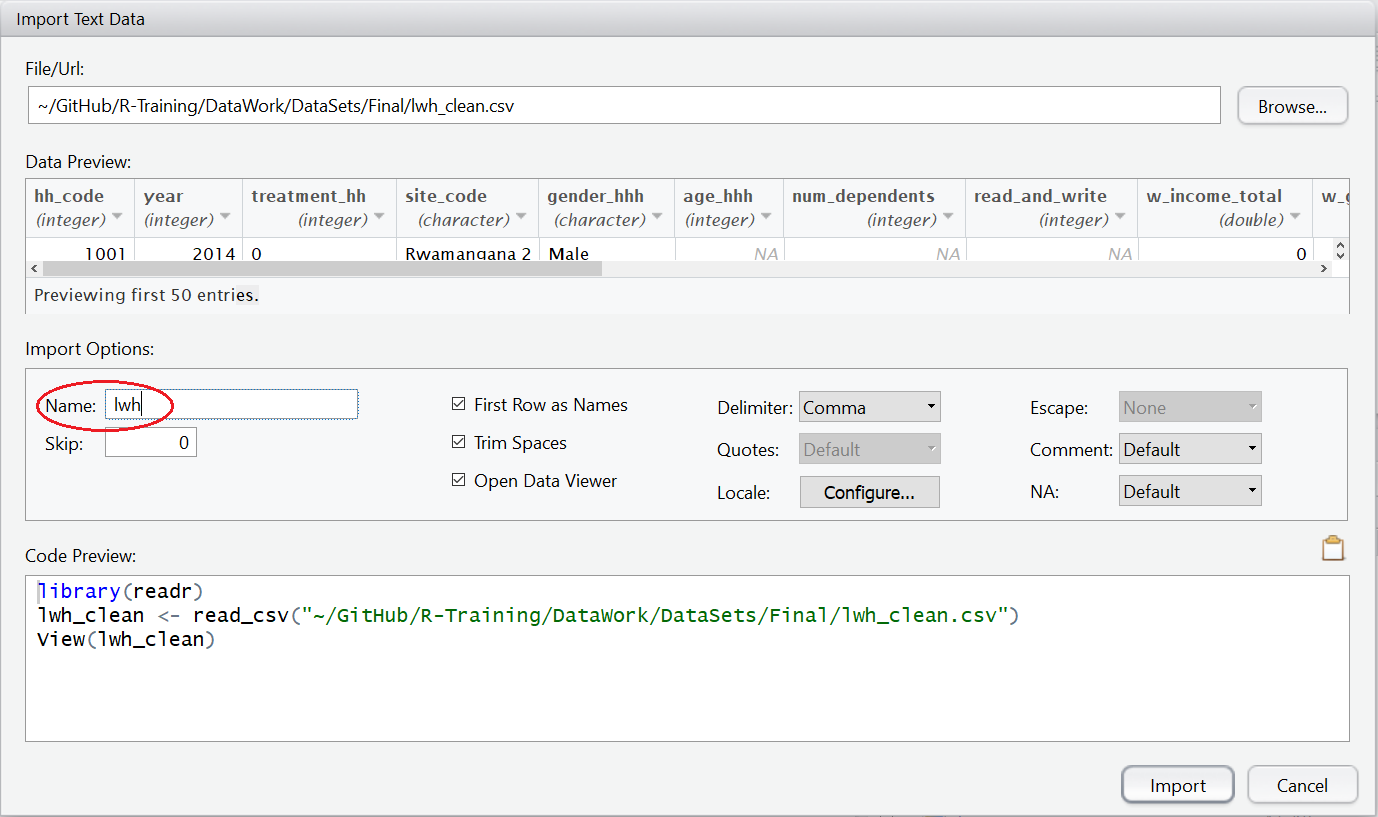 Import Text Data
File/Url:
~/GitHub/R-Training/DataWork/DataSets/Final/lwh_clean.csv
Browse...
Data Preview:
hh_code year treatment_hh site_code gender_hhh age_hhh num_dependents read_and_write w_income_total
(integer) (integer) (integer) (character) (character) (integer) (integer) (integer) (double)
1001 2014 0 Rwamangana 2 Male NA NA NA 0
Previewing first 50 entries.
Import Options:
Name: lwh First Row as Names Delimiter: Comma Escape: None
Skip: 0 Trim Spaces Quotes: Default Comment: Default
Open Data Viewer Locale: Configure... NA: Default
Code Preview:
library(readr)
lwh_clean <- read_csv("~/GitHub/R-Training/DataWork/DataSets/Final/lwh_clean.csv")
View(lwh_clean)
Import Cancel